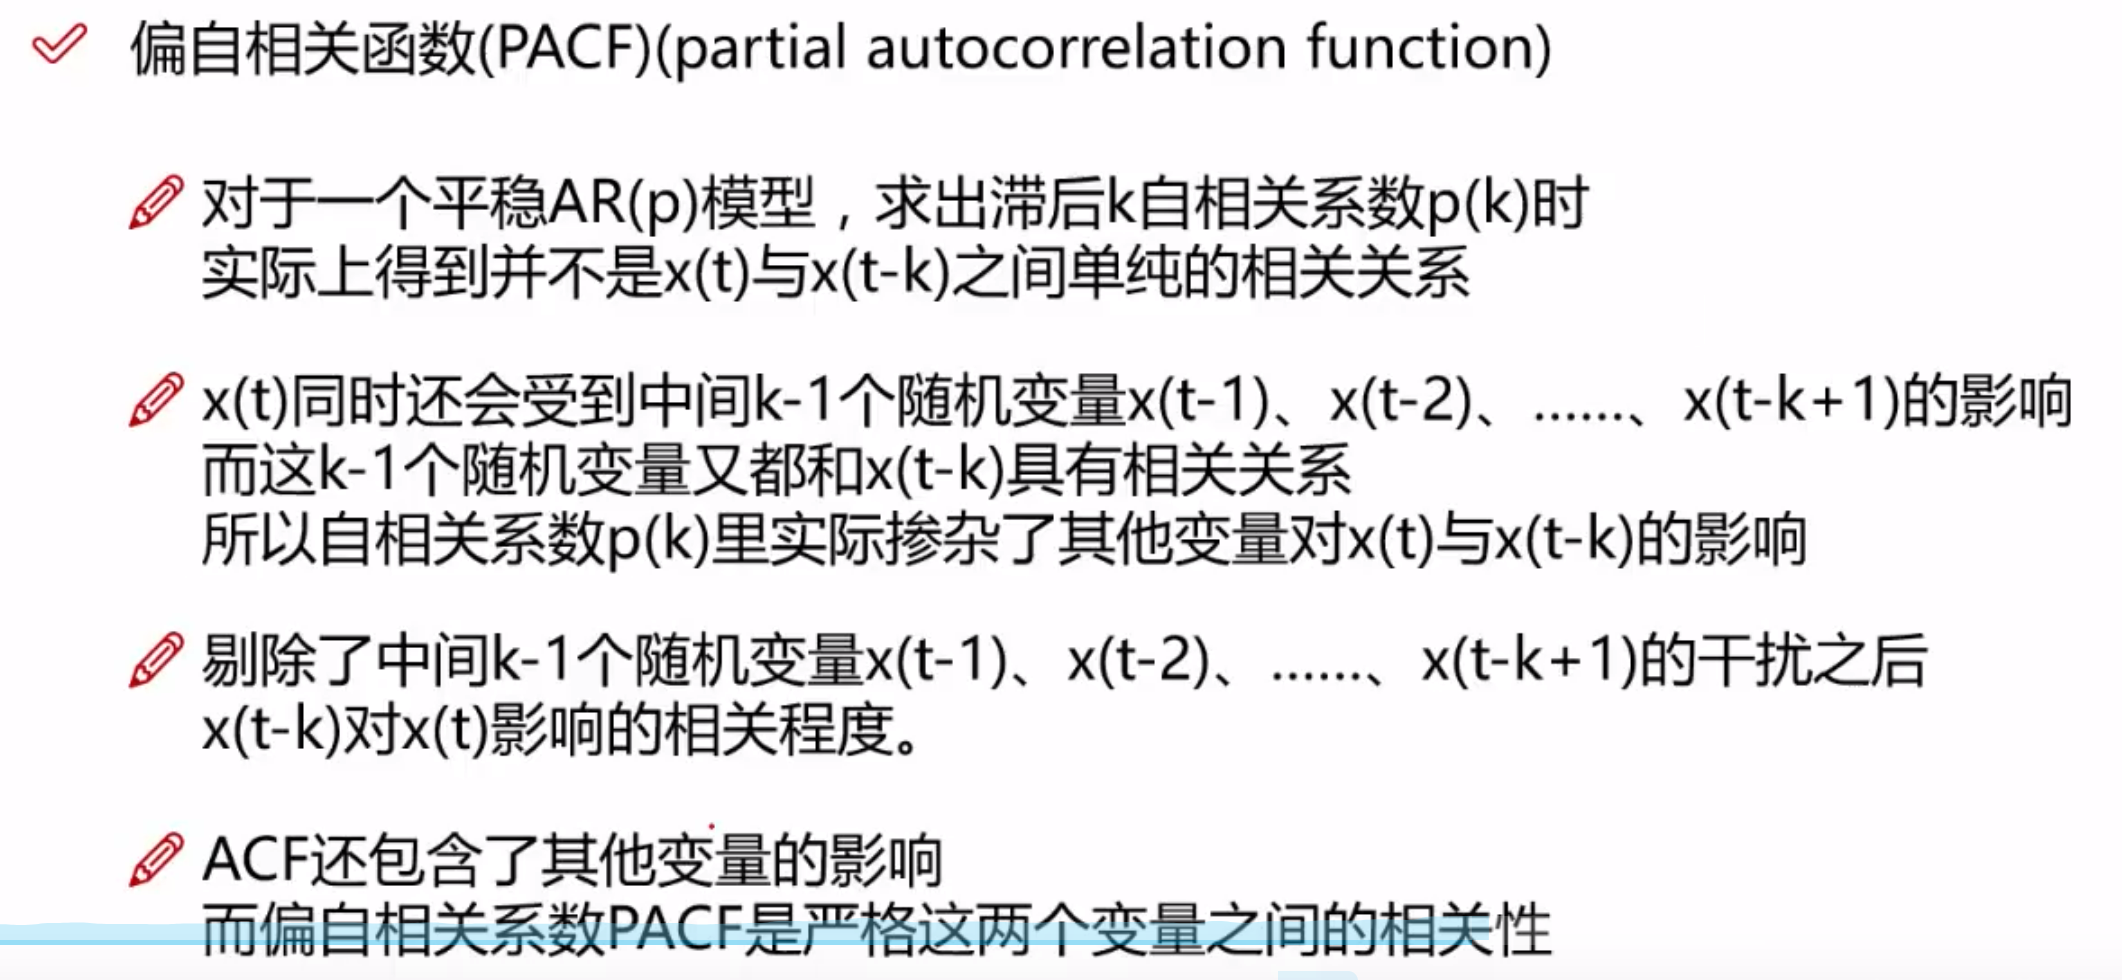 偏自相关函数(PACF)(partial autocorrelation function)
对于一个平稳AR(p)模型，求出滞后k自相关系数p(k)时
实际上得到并不是x(t)与x(t-k)之间单纯的相关关系
x(t)同时还会受到中间k-1个随机变量x(t-1)、x(t-2)、……、x(t-k+1)的影响
而这k-1个随机变量又都和x(t-k)具有相关关系
所以自相关系数p(k)里实际掺杂了其他变量对x(t)与x(t-k)的影响
剔除了中间k-1个随机变量x(t-1)、x(t-2)、……、x(t-k+1)的干扰之后
x(t-k)对x(t)影响的相关程度。
ACF还包含了其他变量的影响
而偏自相关系数PACF是严格这两个变量之间的相关性